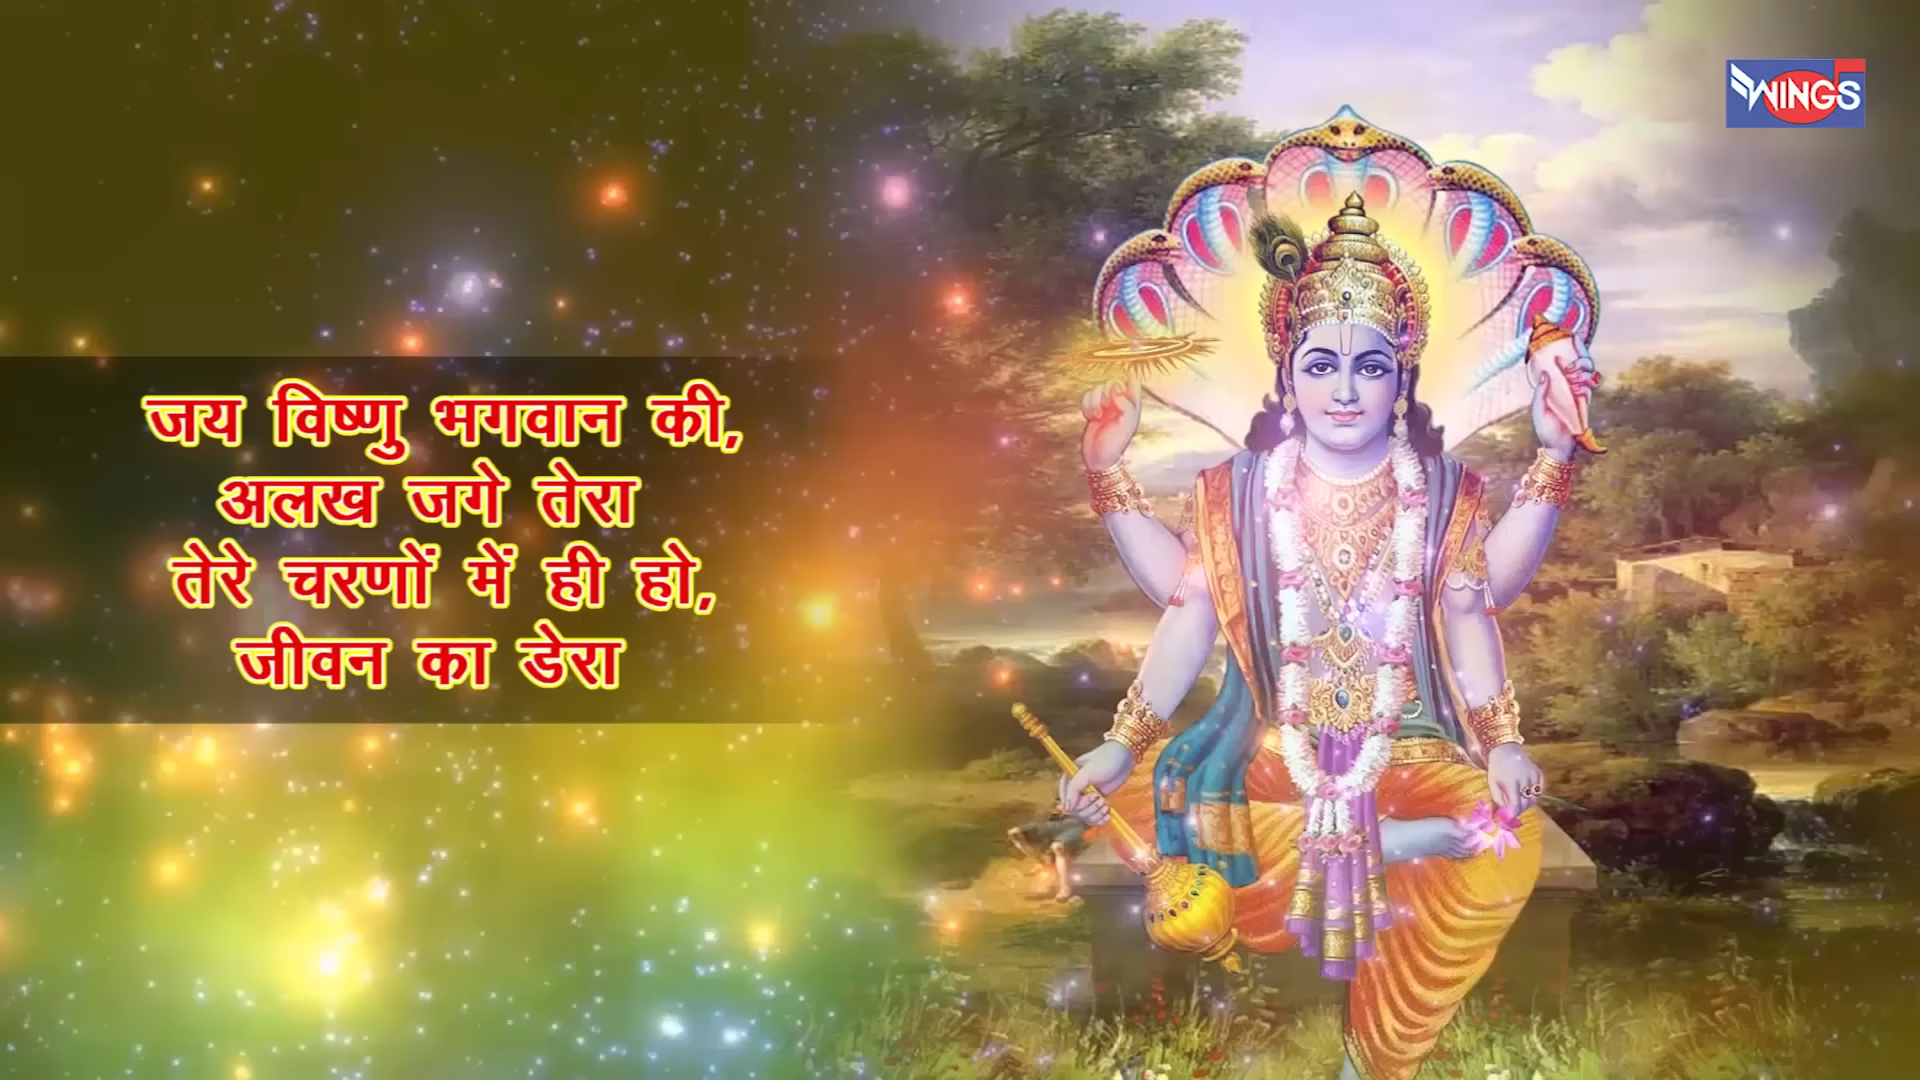 WINGS
जय विष्णु भगवान की,
अलख जगे तेरा
तेरे चरणों में ही हो,
जीवन का डेरा